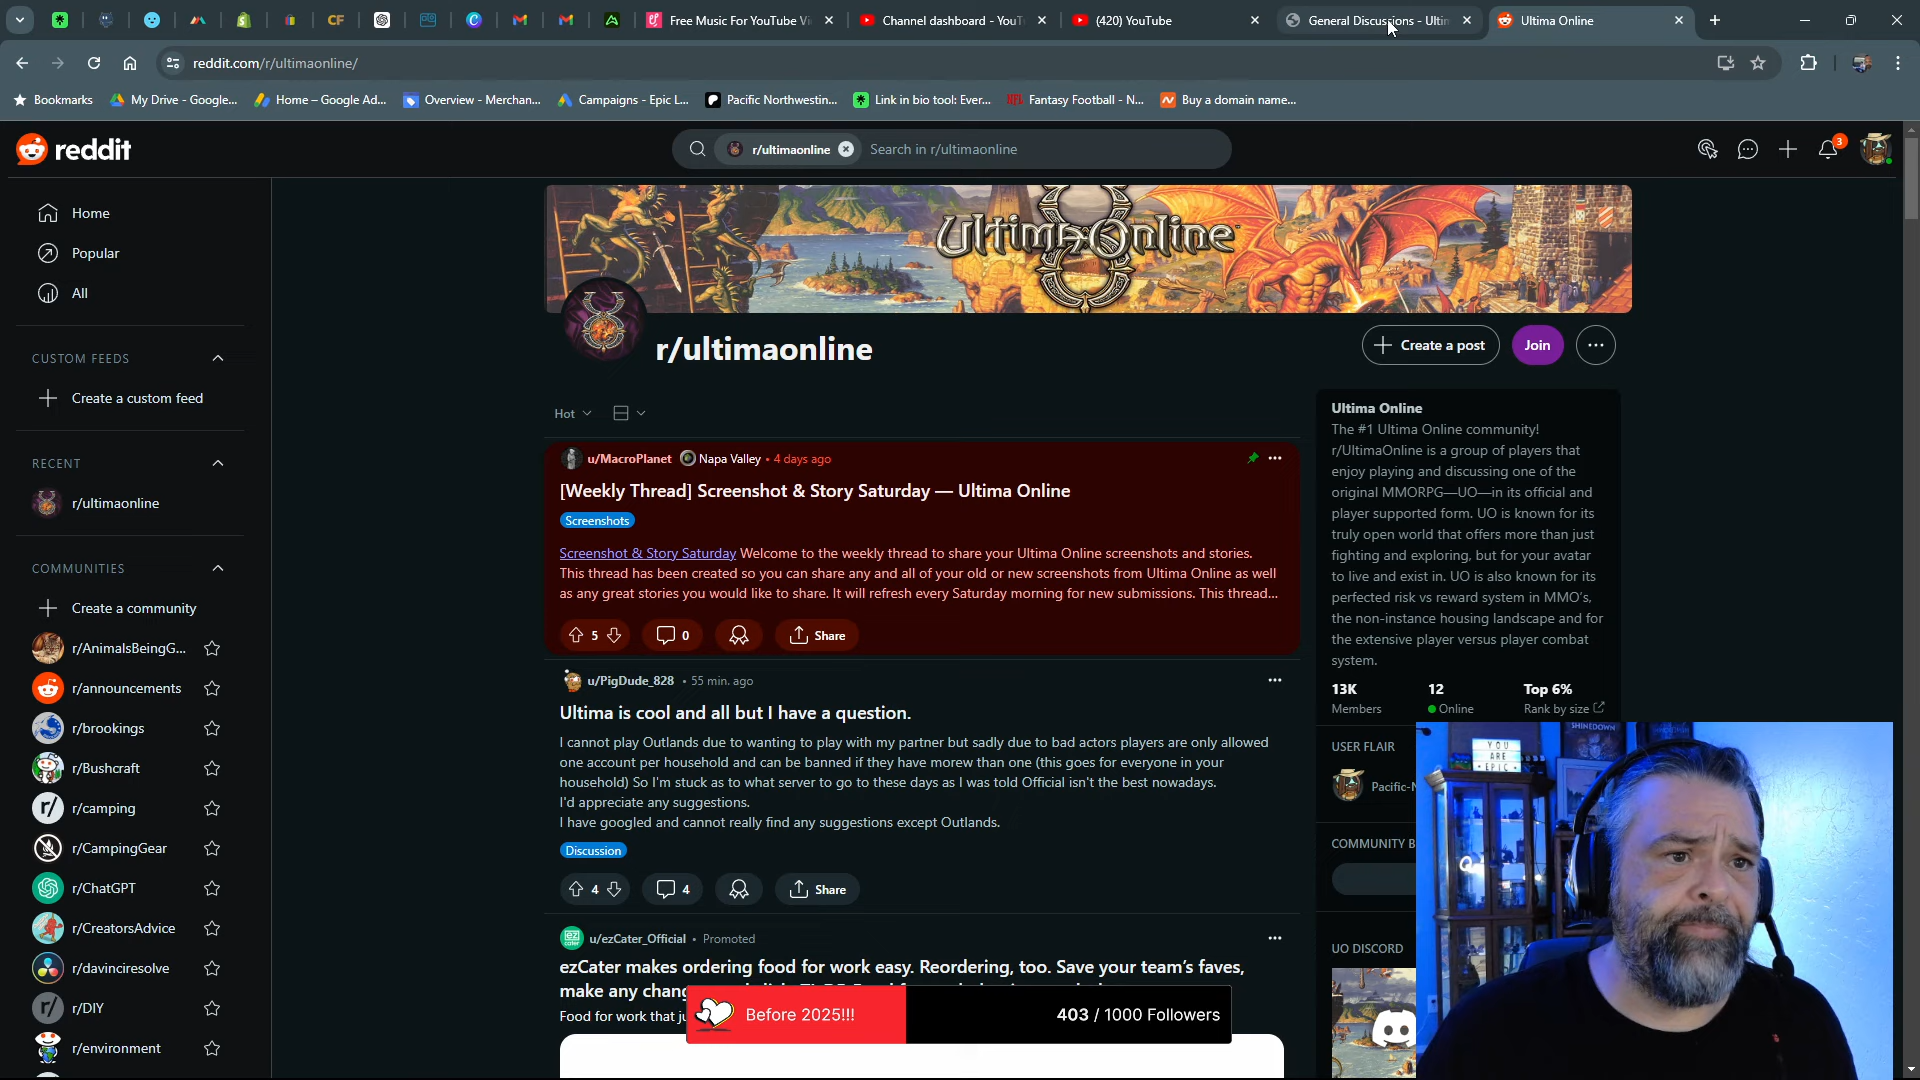 CF
Free Music For YouTube Vi
Channel dashboard - YouT
(420) YouTube
General Discussions - Ultim
Ultima Online
reddit.com/r/ultimaonline/
Bookmarks
My Drive - Google...
Home – Google Ad...
Overview - Merchan...
Campaigns - Epic L...
Pacific Northwestin...
Link in bio tool: Ever...
Fantasy Football - N...
Buy a domain name...
reddit
r/ultimaonline
Search in r/ultimaonline
3
Home
Popular
All
CUSTOM FEEDS
Create a custom feed
RECENT
r/ultimaonline
COMMUNITIES
Create a community
r/AnimalsBeingG...
r/announcements
r/brookings
r/Bushcraft
r/camping
r/CampingGear
r/ChatGPT
r/CreatorsAdvice
r/davinciresolve
r/DIY
r/environment
Ultima Online
r/ultimaonline
Create a post
Join
Hot
u/MacroPlanet Napa Valley • 4 days ago
[Weekly Thread] Screenshot & Story Saturday — Ultima Online
Screenshots
Screenshot & Story Saturday Welcome to the weekly thread to share your Ultima Online screenshots and stories.
This thread has been created so you can share any and all of your old or new screenshots from Ultima Online as well
as any great stories you would like to share. It will refresh every Saturday morning for new submissions. This thread...
5
0
Share
u/PigDude_828 • 55 min. ago
Ultima is cool and all but I have a question.
I cannot play Outlands due to wanting to play with my partner but sadly due to bad actors players are only allowed
one account per household and can be banned if they have morew than one (this goes for everyone in your
household) So I'm stuck as to what server to go to these days as I was told Official isn't the best nowadays.
I'd appreciate any suggestions.
I have googled and cannot really find any suggestions except Outlands.
Discussion
4
4
Share
u/ezCater_Official • Promoted
ezCater makes ordering food for work easy. Reordering, too. Save your team's faves,
make any chang
Food for work that ju
Before 2025!!!
403 / 1000 Followers
Ultima Online
The #1 Ultima Online community!
r/UltimaOnline is a group of players that
enjoy playing and discussing one of the
original MMORPG—UO—in its official and
player supported form. UO is known for its
truly open world that offers more than just
fighting and exploring, but for your avatar
to live and exist in. UO is also known for its
perfected risk vs reward system in MMO's,
the non-instance housing landscape and for
the extensive player versus player combat
system.
13K
Members
12
Online
Top 6%
Rank by size
USER FLAIR
Pacific-N
COMMUNITY B
UO DISCORD
YOU
ARE
EPIC
SHINEDOWN